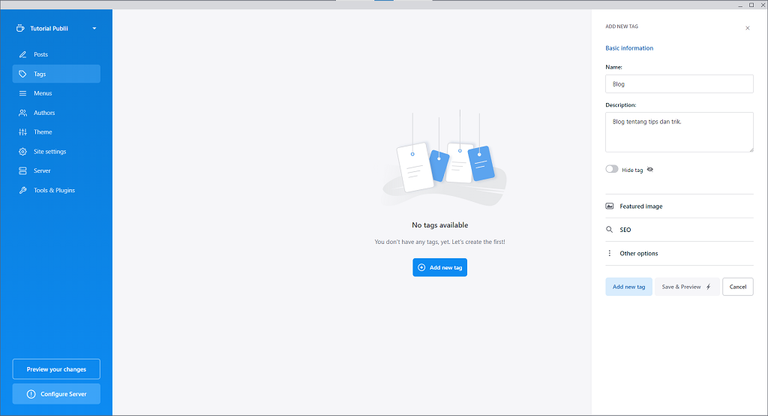 Tutorial Publii
Posts
Tags
Menus
Authors
Theme
Site settings
Server
Tools & Plugins
Preview your changes
Configure Server
No tags available
You don't have any tags, yet. Let's create the first!
Add new tag
ADD NEW TAG
Basic information
Name:
Blog
Description:
Blog tentang tips dan trik.
Hide tag
Featured image
SEO
Other options
Add new tag
Save & Preview
Cancel